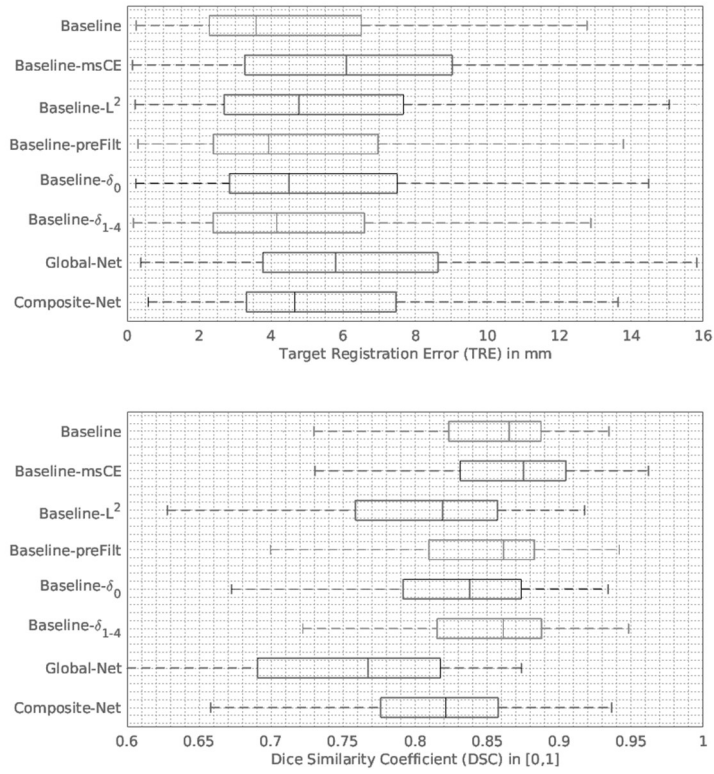 Baseline
Baseline-msCE
Baseline-L²
Baseline-preFilt
Baseline-δ₀
Baseline-δ₁₋₄
Global-Net
Composite-Net
0 2 4 6 8 10 12 14 16
Target Registration Error (TRE) in mm
Baseline
Baseline-msCE
Baseline-L²
Baseline-preFilt
Baseline-δ₀
Baseline-δ₁₋₄
Global-Net
Composite-Net
0.6 0.65 0.7 0.75 0.8 0.85 0.9 0.95 1
Dice Similarity Coefficient (DSC) in [0,1]